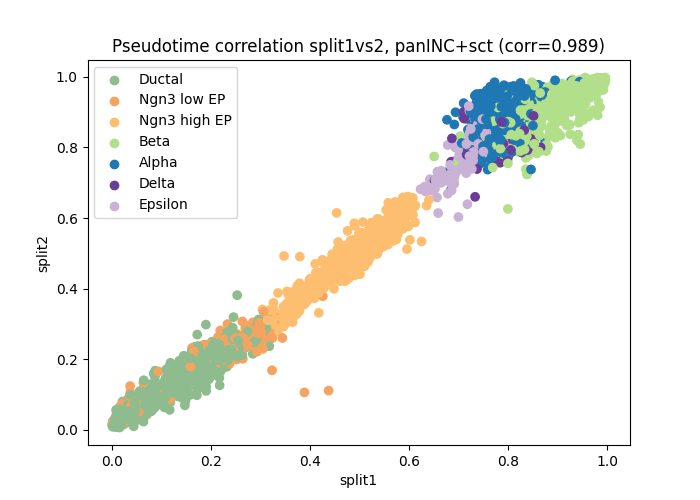 Pseudotime correlation split1vs2, panINC+sct (corr=0.989)
Ductal
Ngn3 low EP
Ngn3 high EP
Beta
Alpha
Delta
Epsilon
1.0
0.8
0.6
0.4
0.2
0.0
split2
0.0 0.2 0.4 0.6 0.8 1.0
split1